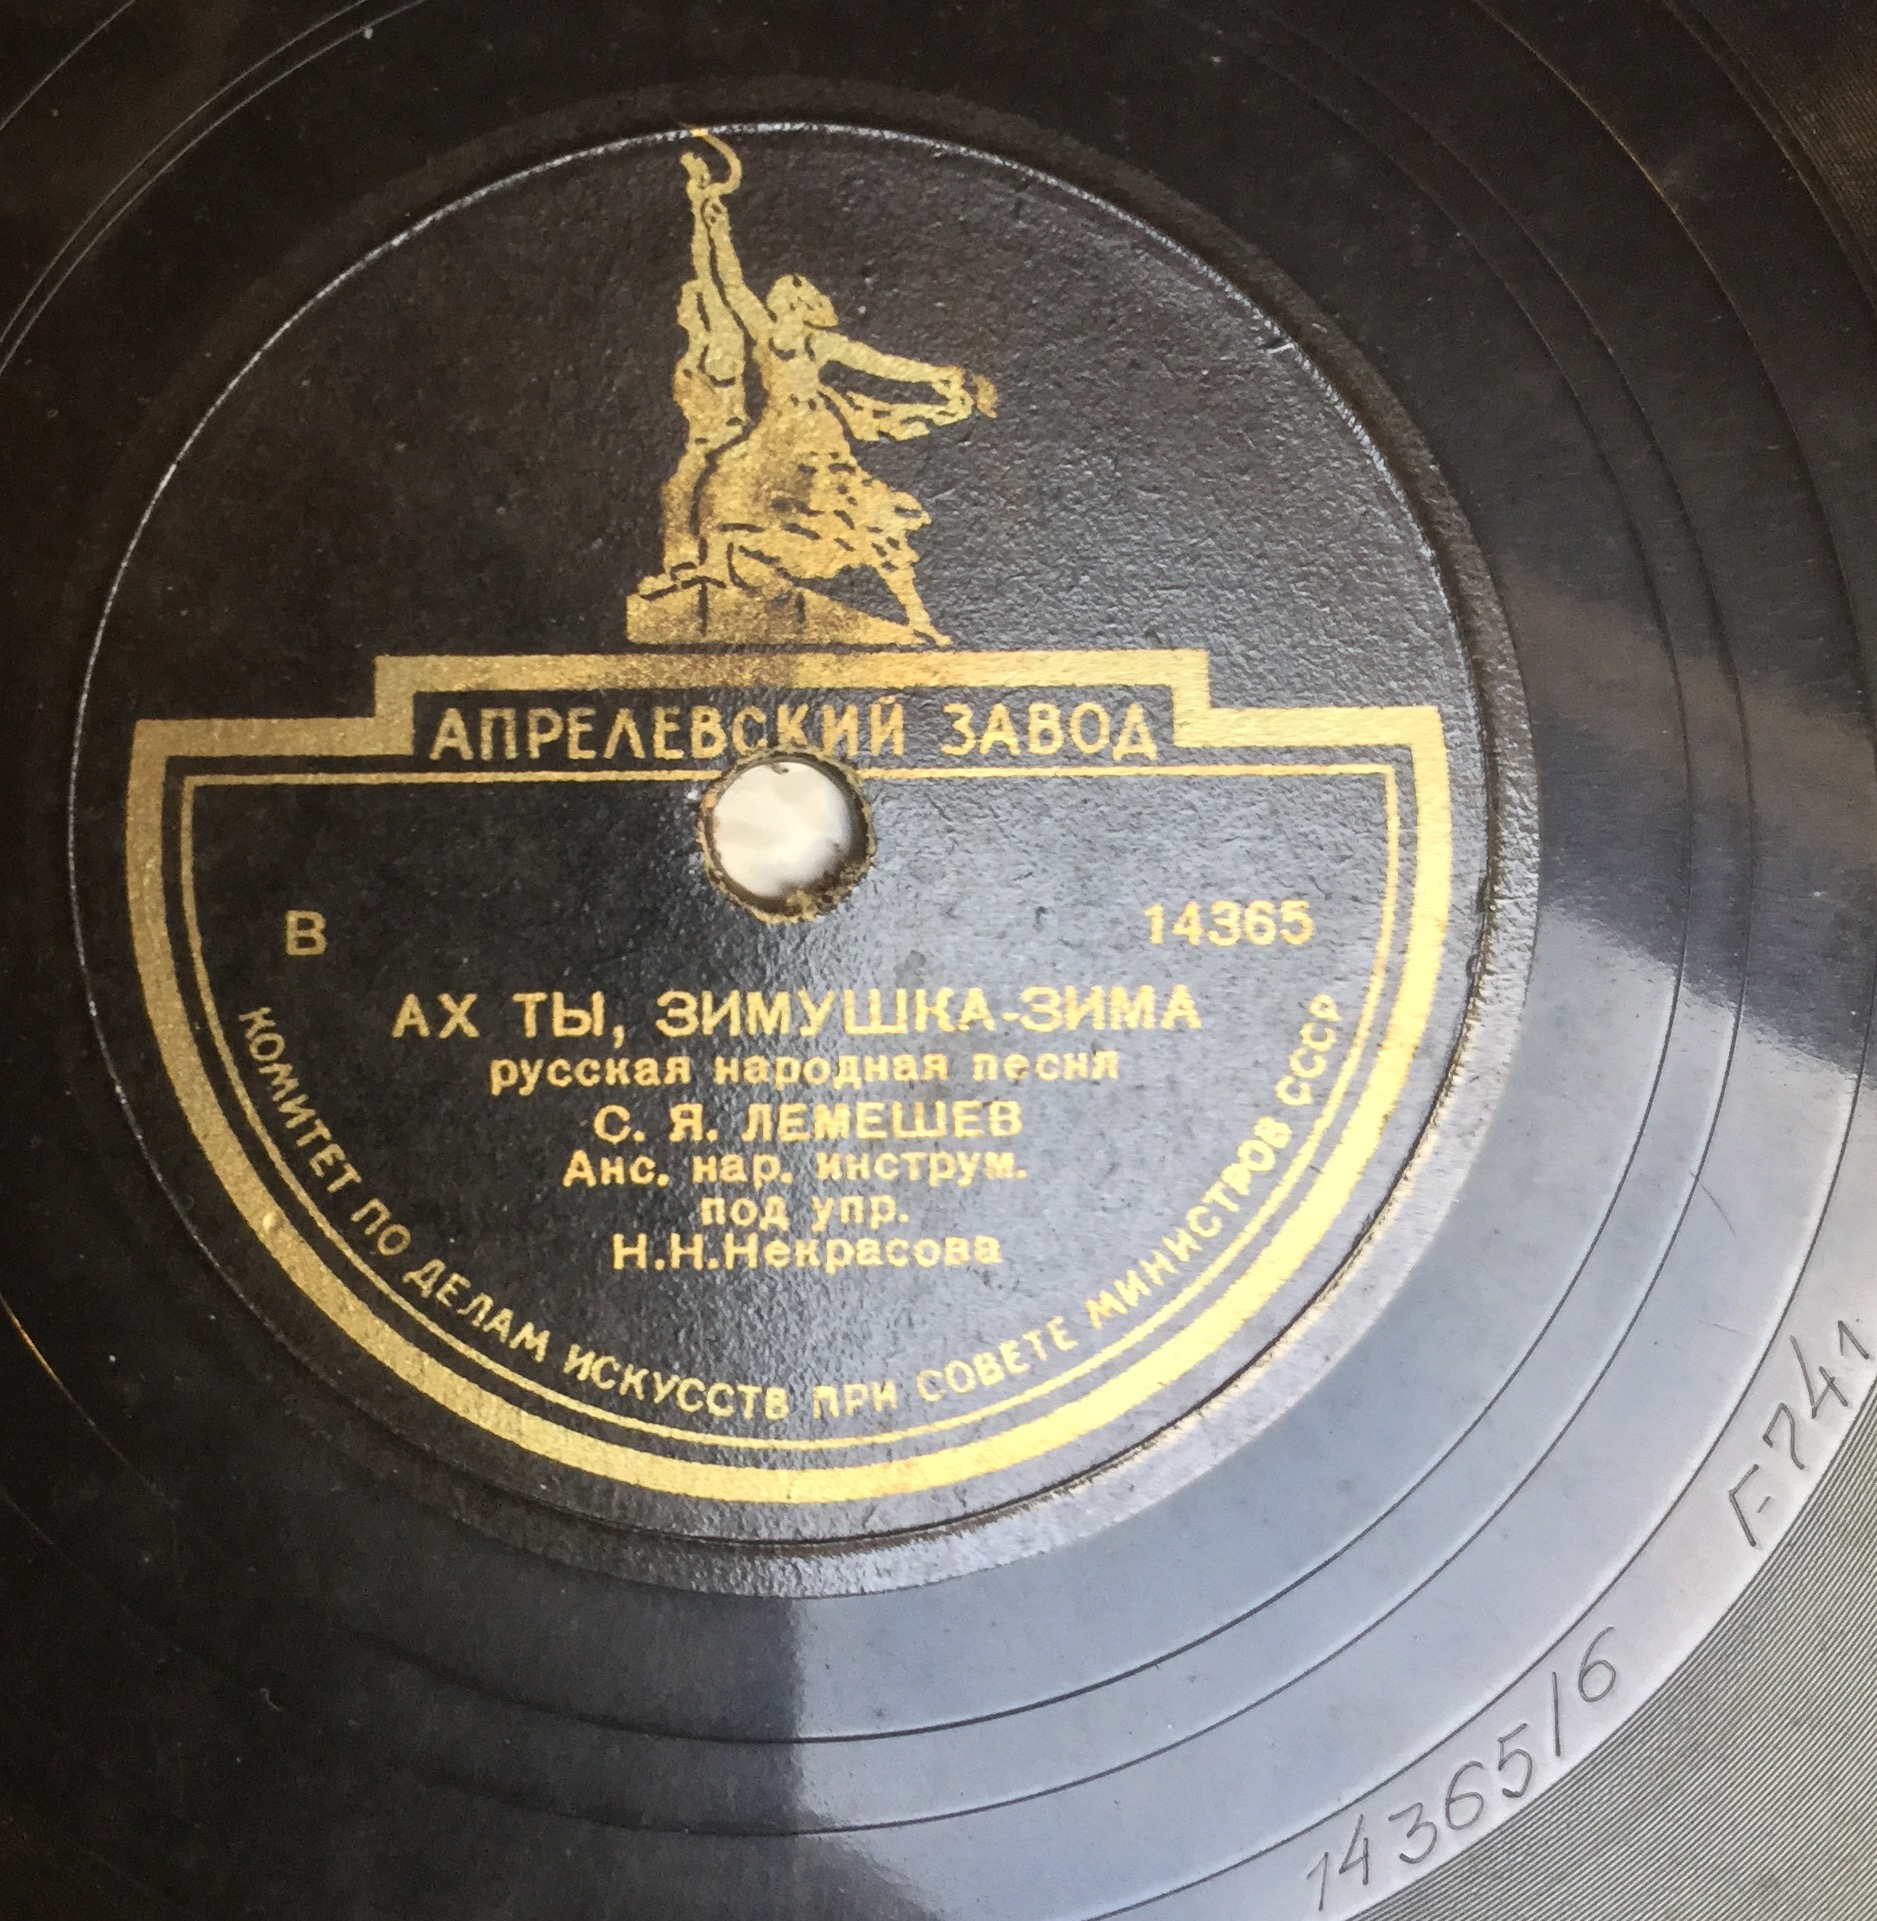 АПРЕЛЕВСКИЙ ЗАВОД
В 14365
АХ ТЫ, ЗИМУШКА-ЗИМА
русская народная песня
С. Я. ЛЕМЕШЕВ
Анс. нар. инструм.
под упр.
Н.Н.Некрасова
КОМИТЕТ ПО ДЕЛАМ ИСКУССТВ ПРИ СОВЕТЕ МИНИСТРОВ СССР
14365/6
F-741